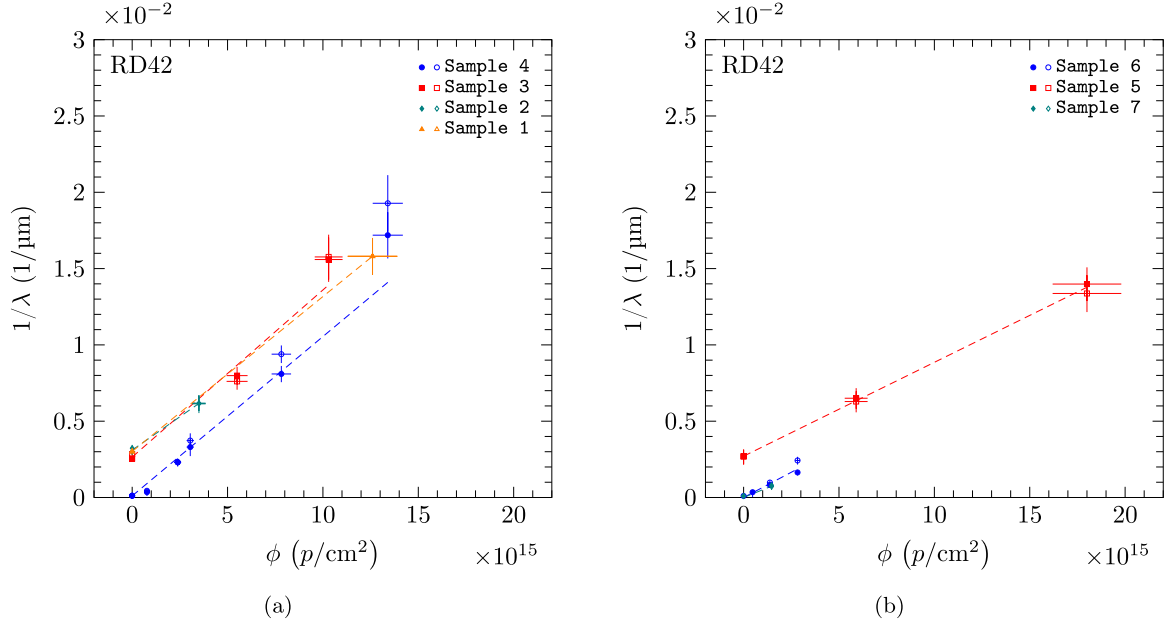 ×10⁻²
3
2.5
2
1.5
1
0.5
0
1/λ (1/µm)
RD42
Sample 4
Sample 3
Sample 2
Sample 1
0 5 10 15 20
ϕ (p/cm²)
×10¹⁵
(a)
×10⁻²
3
2.5
2
1.5
1
0.5
0
1/λ (1/µm)
RD42
Sample 6
Sample 5
Sample 7
0 5 10 15 20
ϕ (p/cm²)
×10¹⁵
(b)